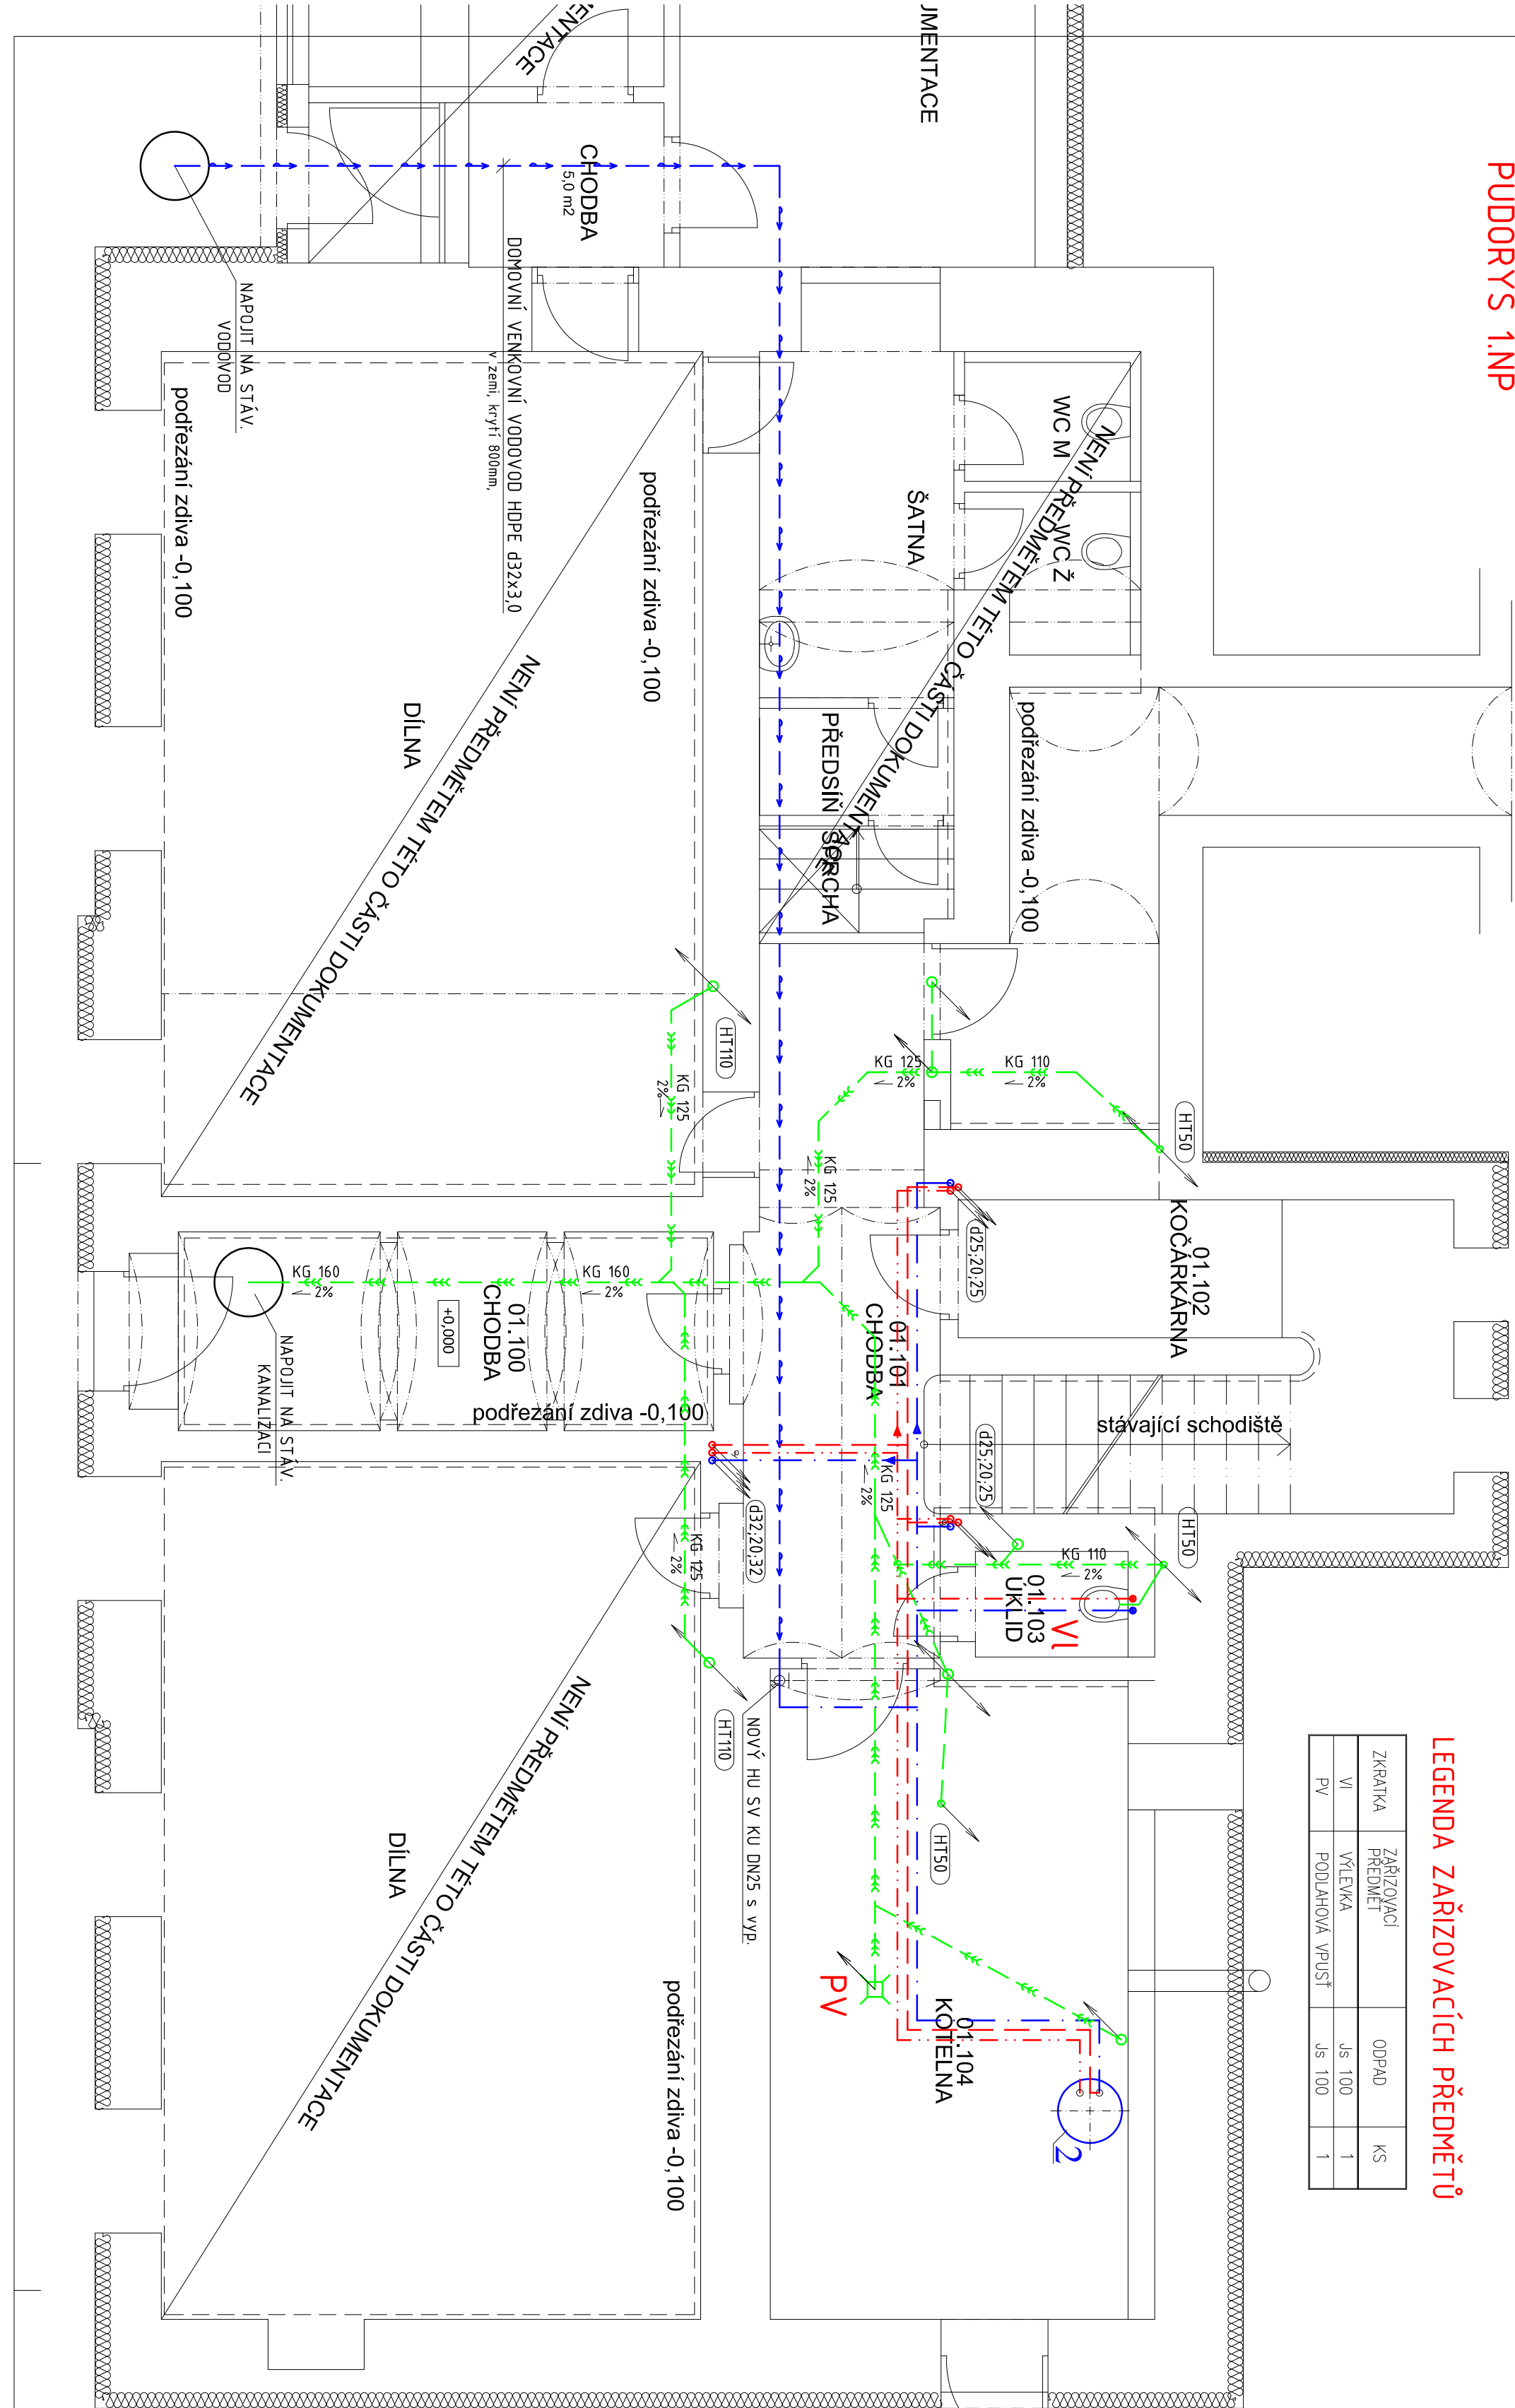 PUDORYS 1.NP
UMENTACE
MENTACE
CHODBA
5,0 m2
NAPOJIT NA STÁV.
VODOVOD
DOMOVNÍ VENKOVNÍ VODOVOD HDPE d32x3,0
v zemi, krytí 800mm,
podřezání zdiva -0,100
podřezání zdiva -0,100
DÍLNA
NENÍ PŘEDMĚTEM TÉTO ČÁSTI DOKUMENTACE
WC M
WC Ž
ŠATNA
NENÍ PŘEDMĚTEM TÉTO ČÁSTI DOKUMENTACE
PŘEDSÍŇ
SPRCHA
podřezání zdiva -0,100
HT110
KG 125
2%
KG 125
2%
KG 110
2%
HT50
KG 125
2%
01.102
KOČÁRKÁRNA
d25;20;25
01.101
CHODBA
KG 160
2%
KG 160
2%
01.100
CHODBA
+0,000
NAPOJIT NA STÁV.
KANALIZACI
podřezání zdiva -0,100
stávající schodiště
d25;20;25
KG 125
2%
d32;20;32
KG 125
2%
HT50
KG 110
2%
01.103
ÚKLID
Vl
HT110
NOVÝ HU SV KU DN25 s vyp.
HT50
DÍLNA
NENÍ PŘEDMĚTEM TÉTO ČÁSTI DOKUMENTACE
podřezání zdiva -0,100
PV
01.104
KOTELNA
2
LEGENDA ZAŘIZOVACÍCH PŘEDMĚTŮ
ZKRATKA ZAŘIZOVACÍ PŘEDMĚT ODPAD KS
Vl VÝLEVKA Js 100 1
PV PODLAHOVÁ VPUSŤ Js 100 1